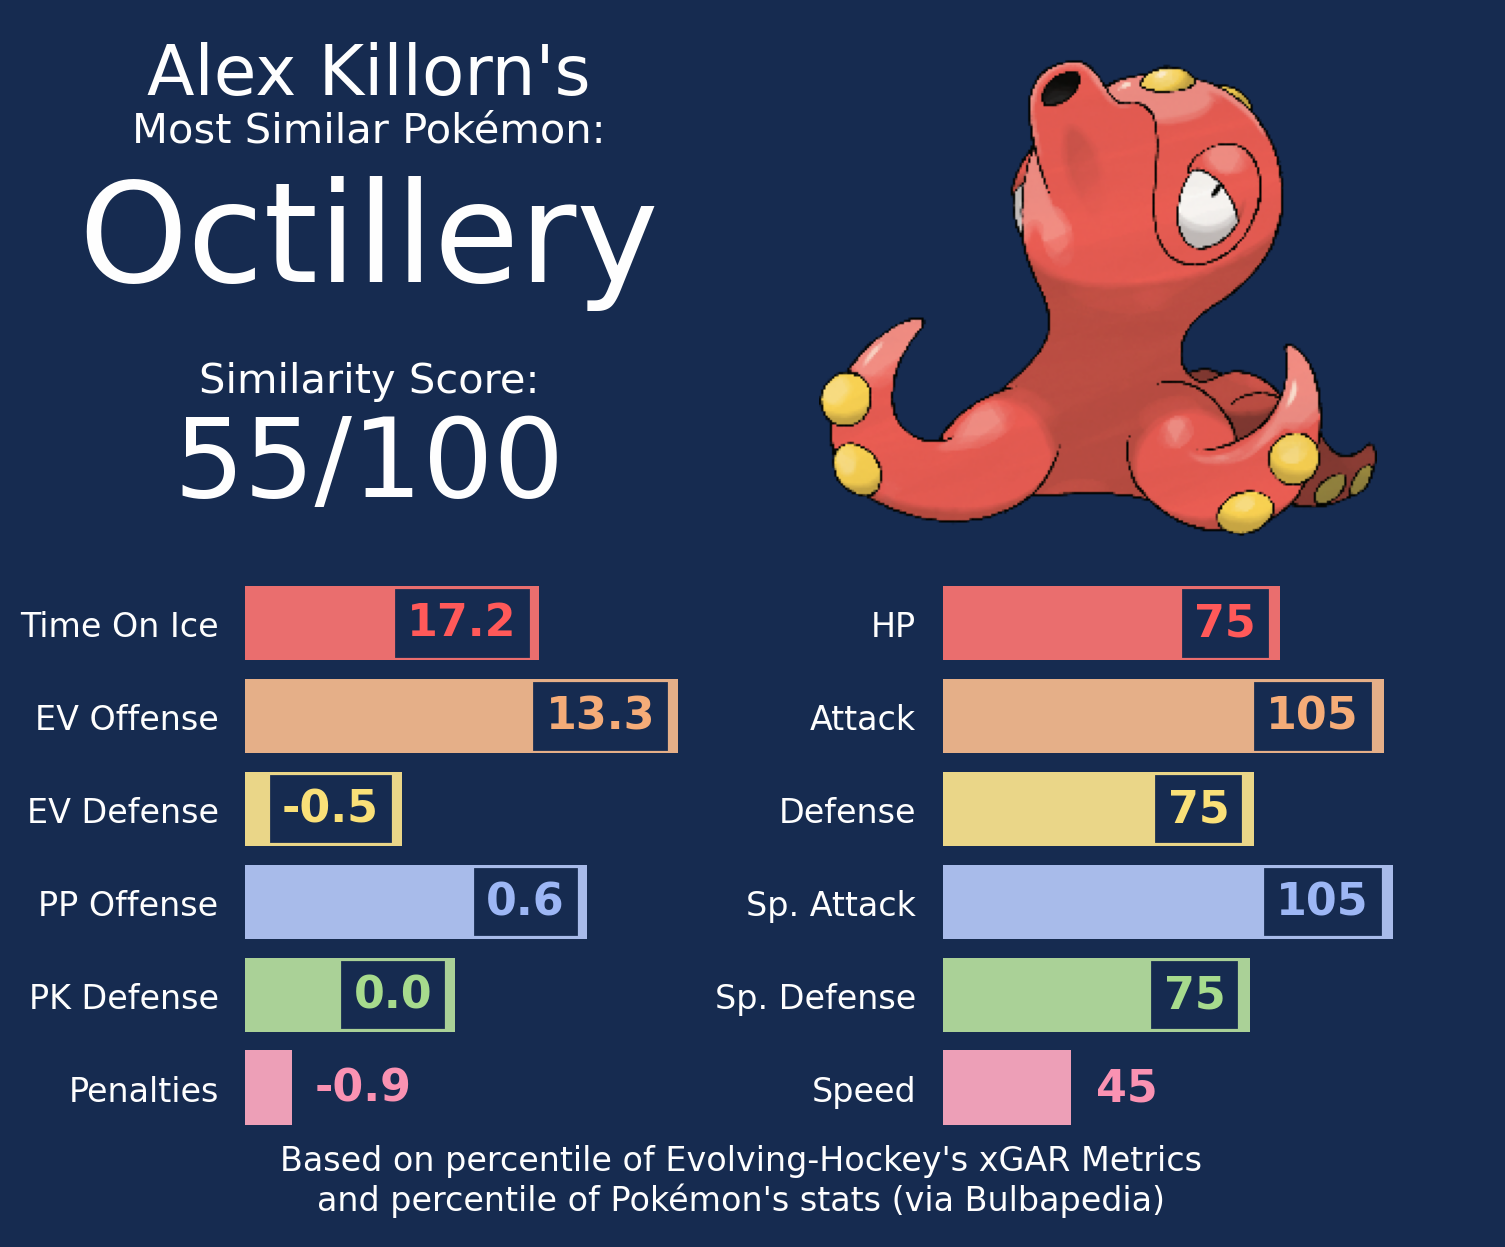 Alex Killorn's
Most Similar Pokémon:
Octillery
Similarity Score:
55/100
Time On Ice 17.2
EV Offense 13.3
EV Defense -0.5
PP Offense 0.6
PK Defense 0.0
Penalties -0.9
HP 75
Attack 105
Defense 75
Sp. Attack 105
Sp. Defense 75
Speed 45
Based on percentile of Evolving-Hockey's xGAR Metrics
and percentile of Pokémon's stats (via Bulbapedia)